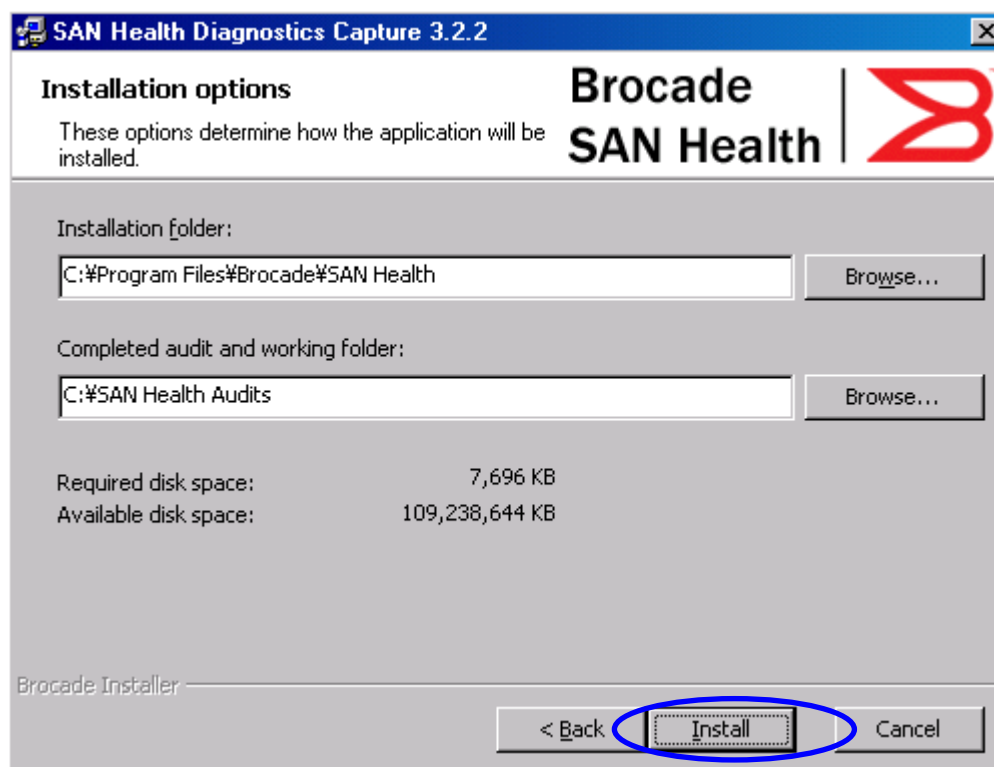 SAN Health Diagnostics Capture 3.2.2
Installation options
These options determine how the application will be
installed.
Brocade
SAN Health
Installation folder:
C:¥Program Files¥Brocade¥SAN Health
Browse...
Completed audit and working folder:
C:¥SAN Health Audits
Browse...
Required disk space: 7,696 KB
Available disk space: 109,238,644 KB
Brocade Installer
< Back Install Cancel